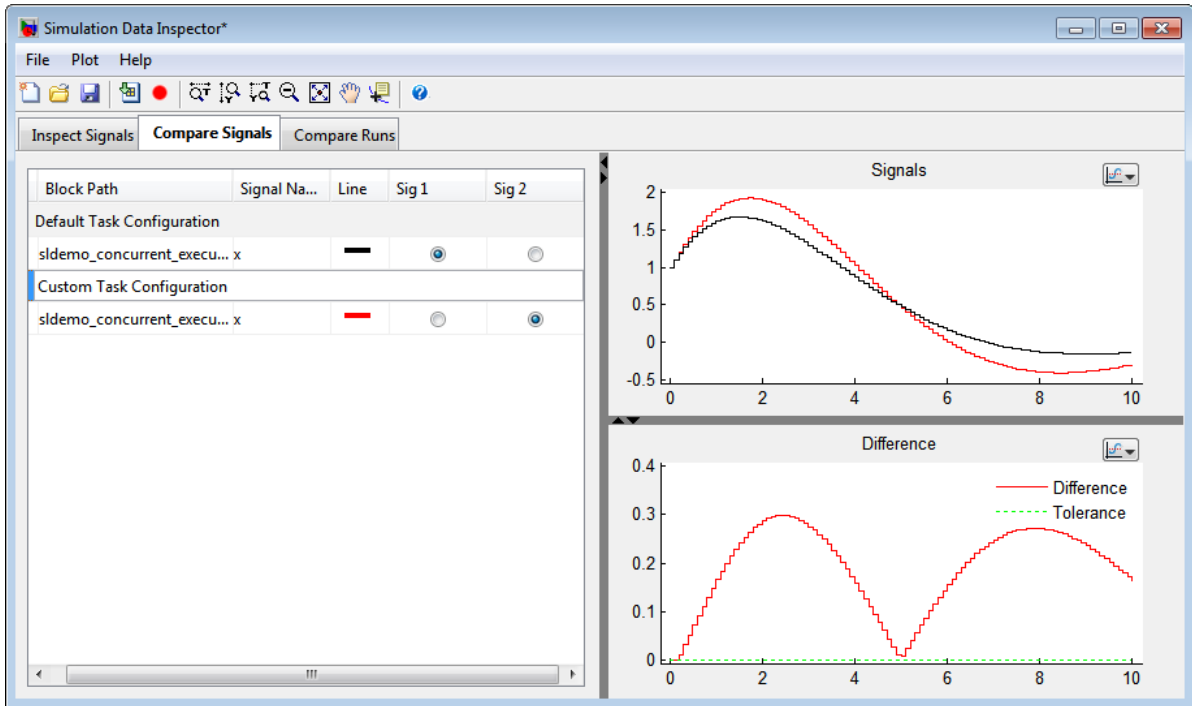 Simulation Data Inspector*
File Plot Help
Inspect Signals Compare Signals Compare Runs
Block Path Signal Na... Line Sig 1 Sig 2
Default Task Configuration
sldemo_concurrent_execu... x
Custom Task Configuration
sldemo_concurrent_execu... x
Signals
2
1.5
1
0.5
0
-0.5
0 2 4 6 8 10
Difference
0.4
0.3
0.2
0.1
0
Difference
Tolerance
0 2 4 6 8 10